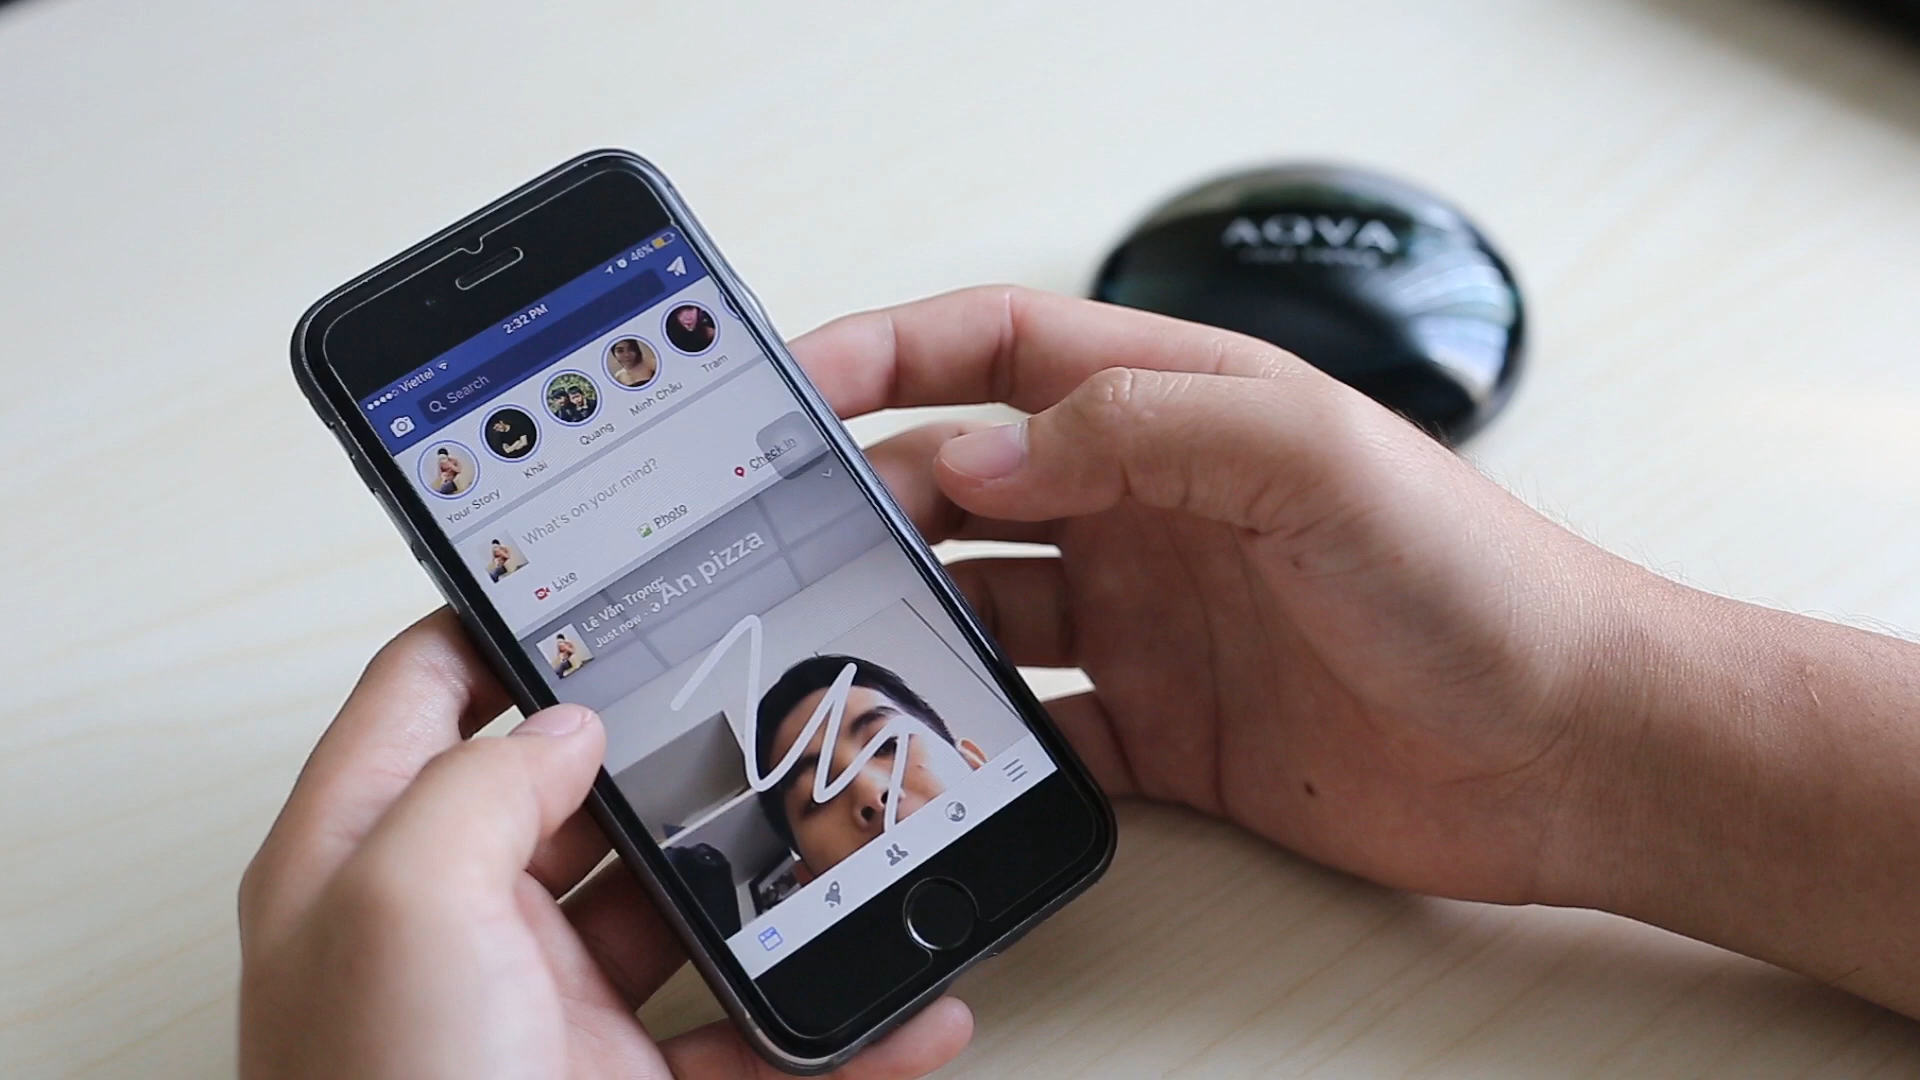 Viettel
2:32 PM
46%
Search
Your Story
Khải
Quang
Minh Châu
Tram
What's on your mind?
Live
Photo
Check In
Lê Văn Trọng
Just now
Ăn pizza
AQVA